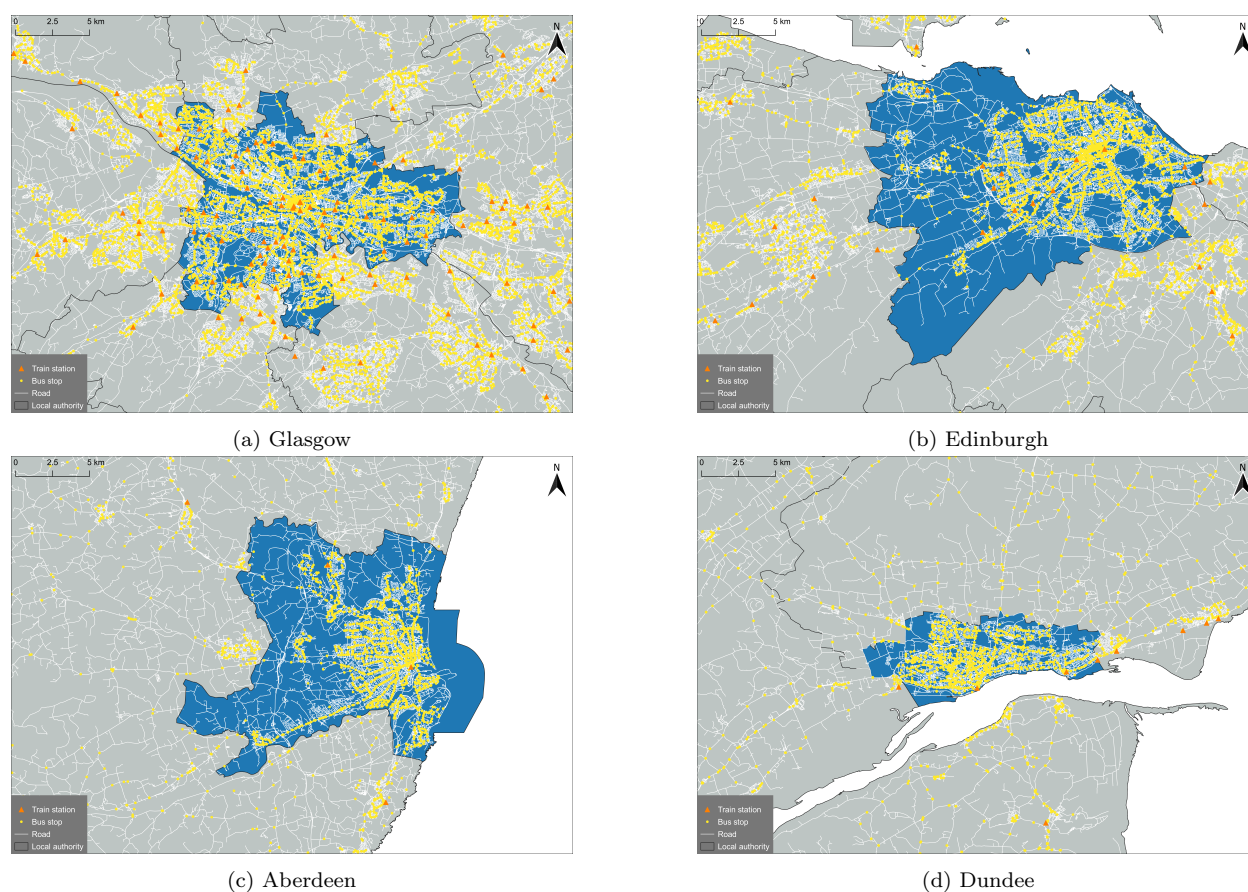 0 2.5 5 km
N
Train station
Bus stop
Road
Local authority
(a) Glasgow
0 2.5 5 km
N
Train station
Bus stop
Road
Local authority
(b) Edinburgh
0 2.5 5 km
N
Train station
Bus stop
Road
Local authority
(c) Aberdeen
0 2.5 5 km
N
Train station
Bus stop
Road
Local authority
(d) Dundee